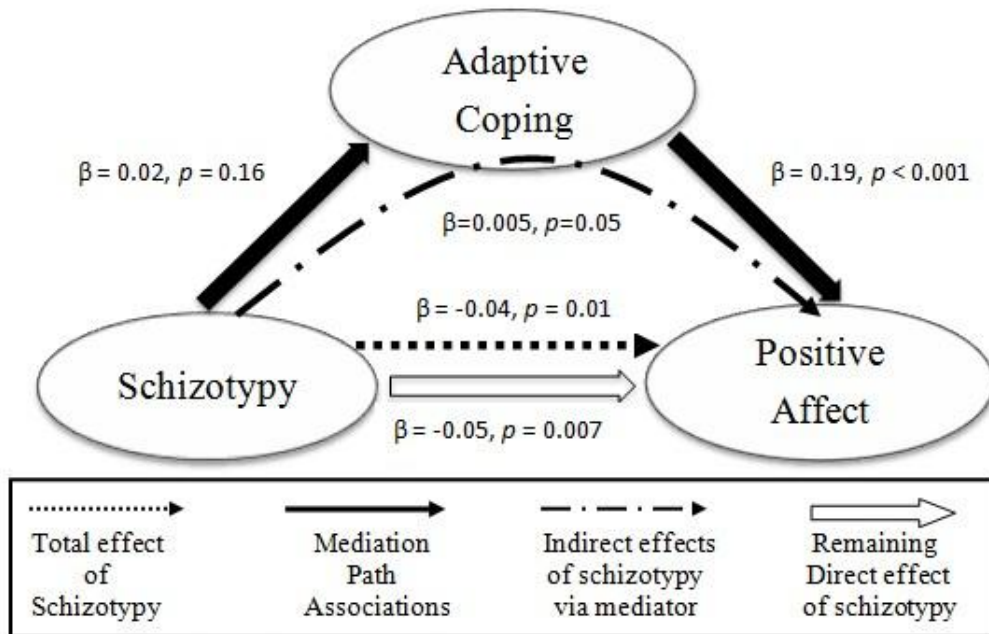 Adaptive
Coping
β = 0.02, p = 0.16
β = 0.19, p < 0.001
β=0.005, p=0.05
β = -0.04, p = 0.01
Schizotypy
Positive
Affect
β = -0.05, p = 0.007
Total effect
of
Schizotypy
Mediation
Path
Associations
Indirect effects
of schizotypy
via mediator
Remaining
Direct effect
of schizotypy